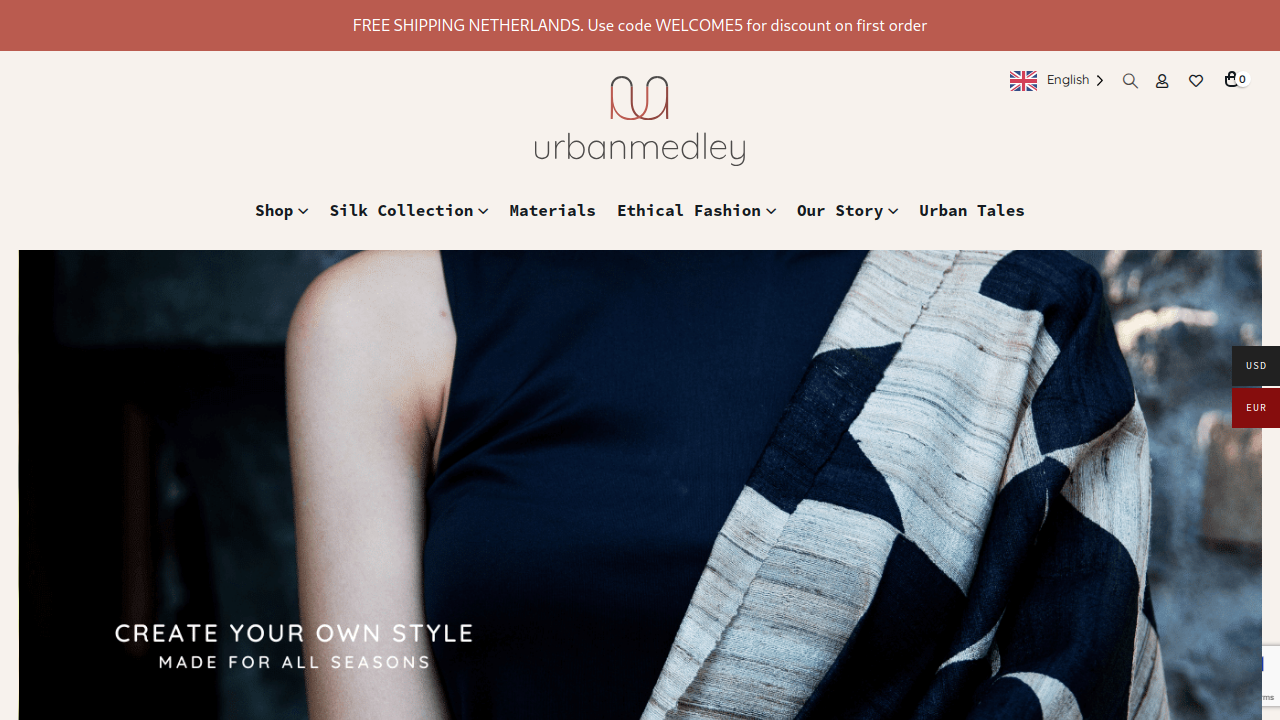 FREE SHIPPING NETHERLANDS. Use code WELCOME5 for discount on first order
English
0
urbanmedley
Shop
Silk Collection
Materials
Ethical Fashion
Our Story
Urban Tales
USD
EUR
CREATE YOUR OWN STYLE
MADE FOR ALL SEASONS